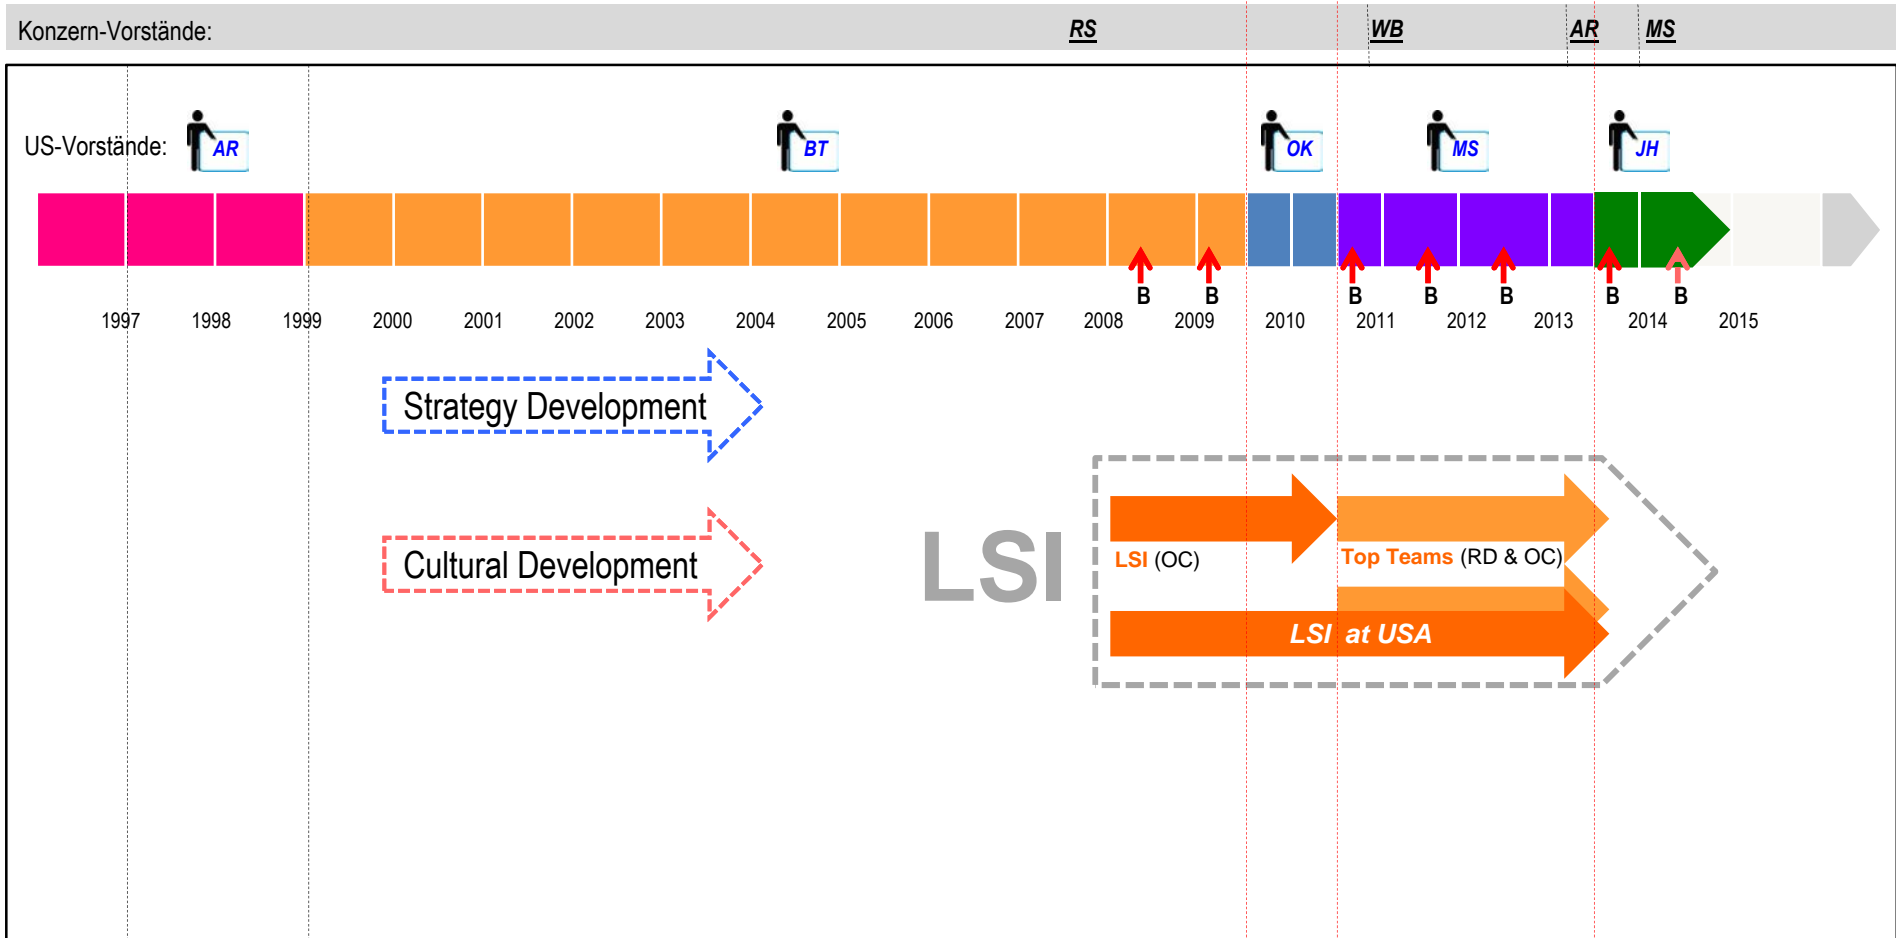 Konzern-Vorstände: RS WB AR MS
US-Vorstände: AR BT OK MS JH
B B B B B B B
1997 1998 1999 2000 2001 2002 2003 2004 2005 2006 2007 2008 2009 2010 2011 2012 2013 2014 2015
Strategy Development
Cultural Development
LSI
LSI (OC)
Top Teams (RD & OC)
LSI at USA